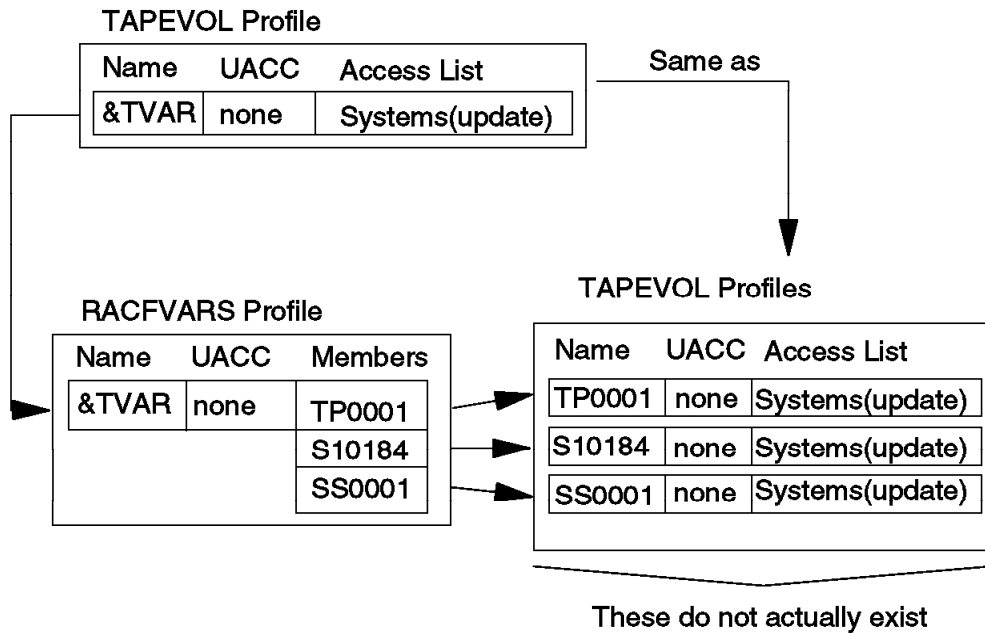 TAPEVOL Profile
Name UACC Access List
&TVAR none Systems(update)
Same as
RACFVARS Profile
Name UACC Members
&TVAR none TP0001
S10184
SS0001
TAPEVOL Profiles
Name UACC Access List
TP0001 none Systems(update)
S10184 none Systems(update)
SS0001 none Systems(update)
These do not actually exist